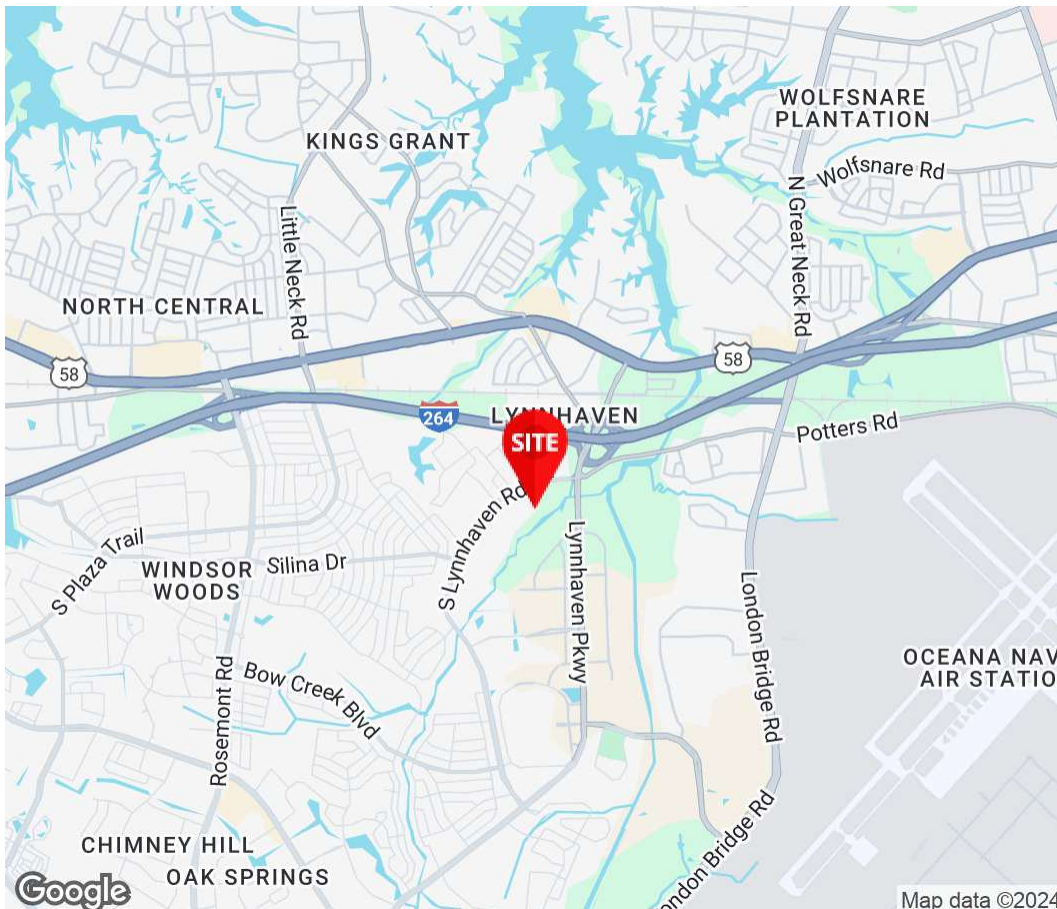 WOLFSNARE
PLANTATION
KINGS GRANT
Wolfsnare Rd
N Great Neck Rd
Little Neck Rd
NORTH CENTRAL
58
58
264
LYNNHAVEN
SITE
Potters Rd
S Lynnhaven Rd
Lynnhaven Pkwy
S Plaza Trail
Silina Dr
WINDSOR
WOODS
London Bridge Rd
OCEANA NAV
AIR STATIO
Rosemont Rd
Bow Creek Blvd
London Bridge Rd
CHIMNEY HILL
OAK SPRINGS
Google
Map data ©2024